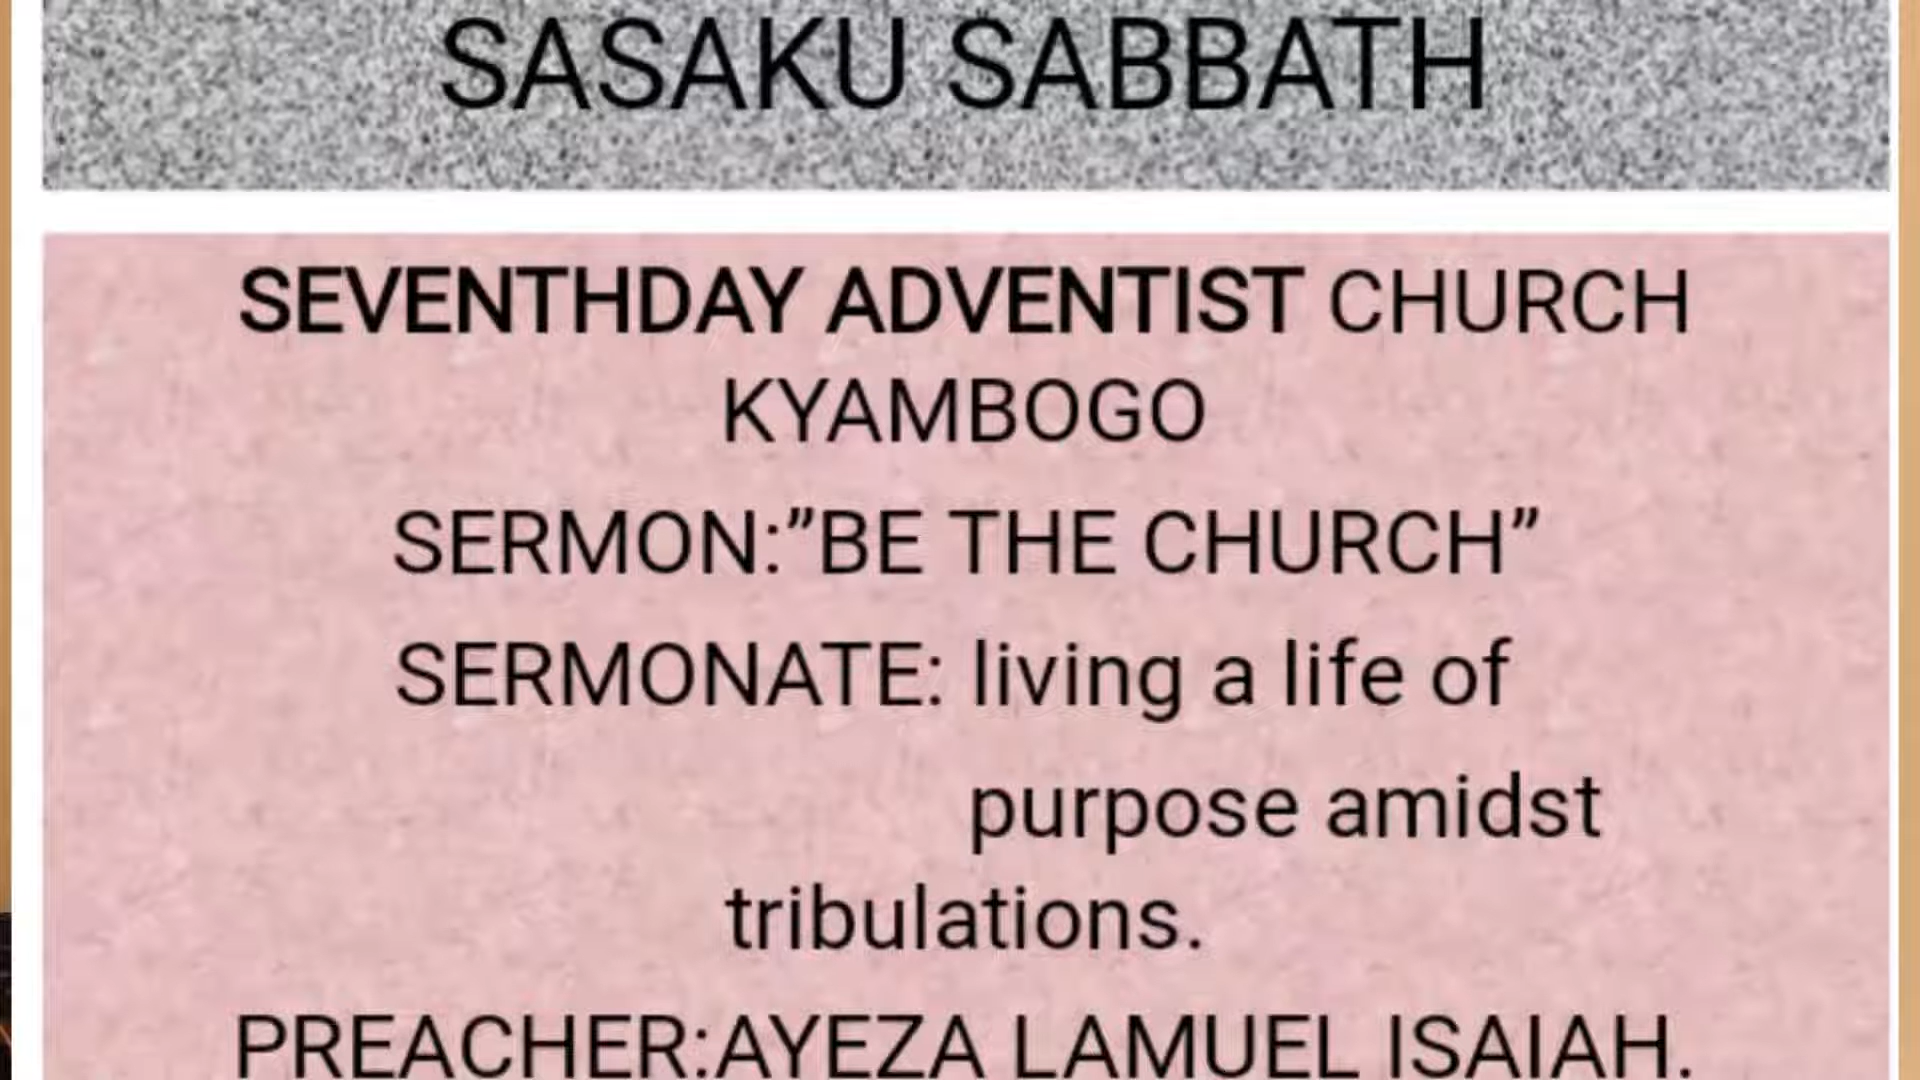 SASAKU SABBATH
SEVENTHDAY ADVENTIST CHURCH
KYAMBOGO
SERMON:”BE THE CHURCH”
SERMONATE: living a life of
purpose amidst
tribulations.
PREACHER:AYEZA LAMUEL ISAIAH.